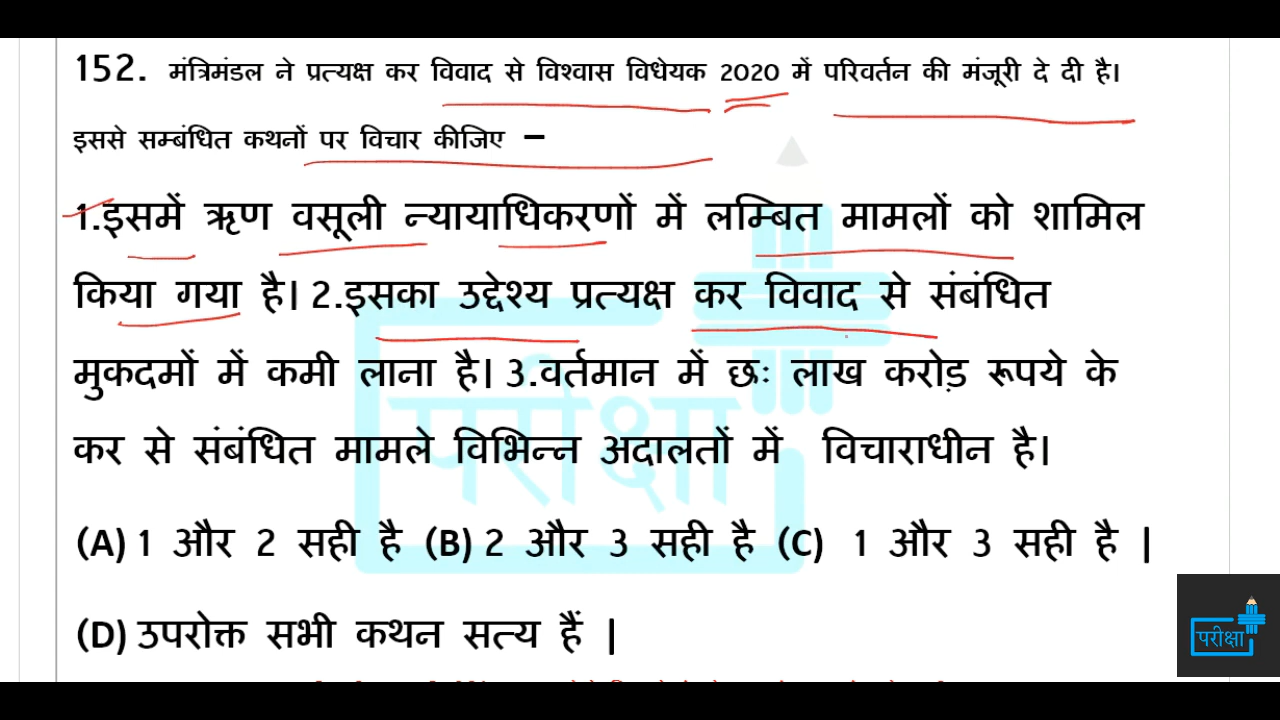 152. मंत्रिमंडल ने प्रत्यक्ष कर विवाद से विश्वास विधेयक 2020 में परिवर्तन की मंजूरी दे दी है।
इससे सम्बंधित कथनों पर विचार कीजिए –
1.इसमें ऋण वसूली न्यायाधिकरणों में लम्बित मामलों को शामिल
किया गया है। 2.इसका उद्देश्य प्रत्यक्ष कर विवाद से संबंधित
मुकदमों में कमी लाना है। 3.वर्तमान में छः लाख करोड़ रूपये के
कर से संबंधित मामले विभिन्न अदालतों में विचाराधीन है।
(A) 1 और 2 सही है (B) 2 और 3 सही है (C) 1 और 3 सही है |
(D) उपरोक्त सभी कथन सत्य हैं |
परीक्षा
परीक्षा